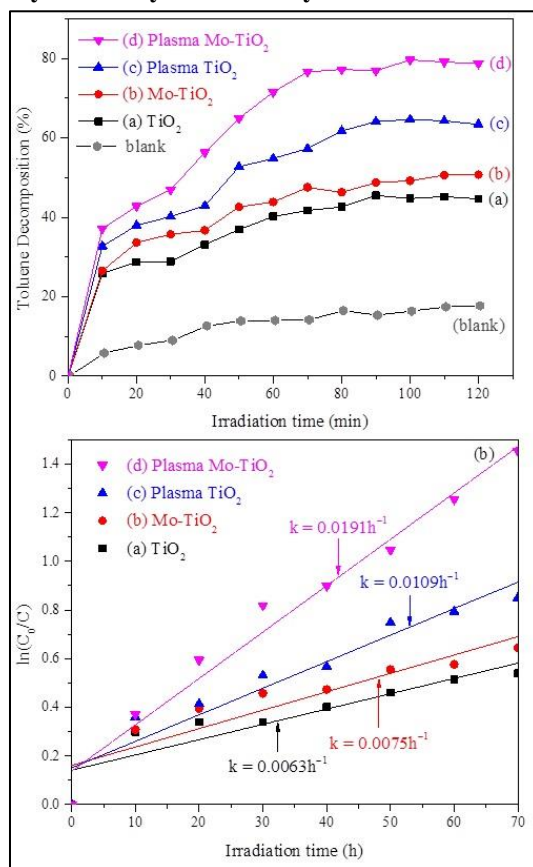 (d) Plasma Mo-TiO₂
(c) Plasma TiO₂
(b) Mo-TiO₂
(a) TiO₂
blank
(d)
(c)
(b)
(a)
(blank)
80
60
40
20
0
Toluene Decomposition (%)
0 20 40 60 80 100 120
Irradiation time (min)
(b)
(d) Plasma Mo-TiO₂
(c) Plasma TiO₂
(b) Mo-TiO₂
(a) TiO₂
k = 0.0191h⁻¹
k = 0.0109h⁻¹
k = 0.0075h⁻¹
k = 0.0063h⁻¹
1.4
1.2
1.0
0.8
0.6
0.4
0.2
0.0
ln(C₀/C)
0 10 20 30 40 50 60 70
Irradiation time (h)